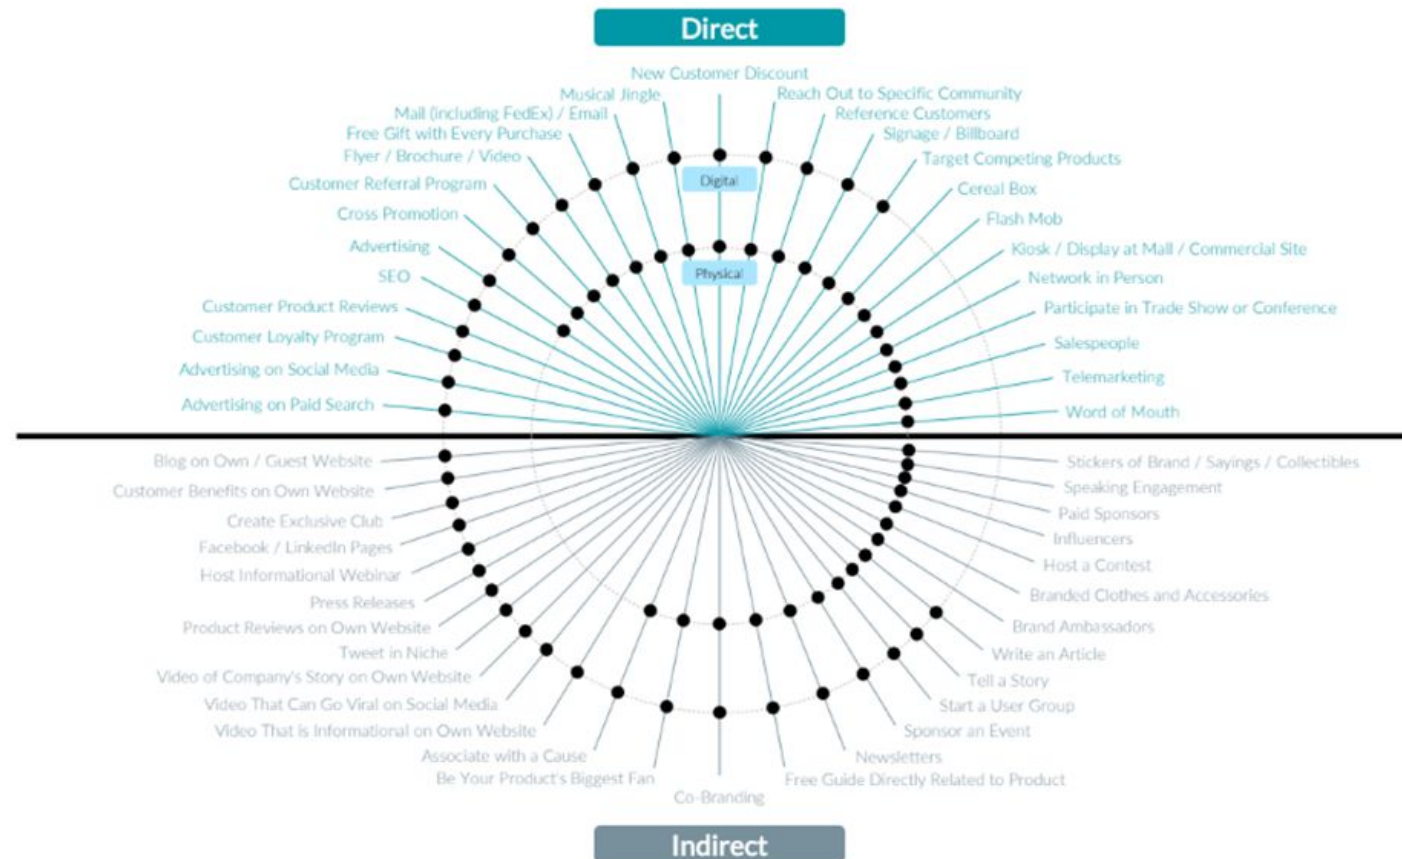 Direct
New Customer Discount
Musical Jingle
Reach Out to Specific Community
Mail (including FedEx) / Email
Reference Customers
Free Gift with Every Purchase
Signage / Billboard
Flyer / Brochure / Video
Target Competing Products
Digital
Customer Referral Program
Cereal Box
Cross Promotion
Flash Mob
Advertising
Kiosk / Display at Mall / Commercial Site
Physical
SEO
Network in Person
Customer Product Reviews
Participate in Trade Show or Conference
Customer Loyalty Program
Salespeople
Advertising on Social Media
Telemarketing
Advertising on Paid Search
Word of Mouth
Blog on Own / Guest Website
Stickers of Brand / Sayings / Collectibles
Customer Benefits on Own Website
Speaking Engagement
Create Exclusive Club
Paid Sponsors
Facebook / LinkedIn Pages
Influencers
Host Informational Webinar
Host a Contest
Press Releases
Branded Clothes and Accessories
Product Reviews on Own Website
Brand Ambassadors
Tweet in Niche
Write an Article
Video of Company's Story on Own Website
Tell a Story
Video That Can Go Viral on Social Media
Start a User Group
Video That is Informational on Own Website
Sponsor an Event
Associate with a Cause
Newsletters
Be Your Product's Biggest Fan
Free Guide Directly Related to Product
Co-Branding
Indirect